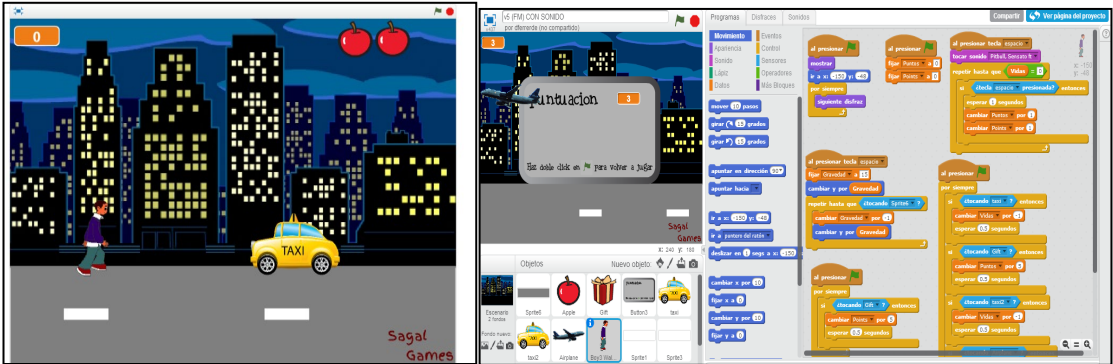 0
TAXI
Sagal
Games
v5 (FM) CON SONIDO
por dferrerde (no compartido)
3
Puntuacion
3
Haz doble click en para volver a jugar
Sagal
Games
x: 240 y: 180
Objetos
Nuevo objeto:
Escenario
2 fondos
Fondo nuevo:
Sprite6
Apple
Gift
Button3
taxi
taxi2
Airplane
Boy3 Wal...
Sprite1
Sprite3
Programas
Disfraces
Sonidos
Compartir
Ver página del proyecto
Movimiento
Apariencia
Sonido
Lápiz
Datos
Eventos
Control
Sensores
Operadores
Más Bloques
mover 10 pasos
girar 15 grados
girar 15 grados
apuntar en dirección 90
apuntar hacia
ir a x: -150 y: -48
ir a puntero del ratón
deslizar en 1 segs a x: -150
cambiar x por 10
fijar x a 0
cambiar y por 10
fijar y a 0
al presionar
mostrar
ir a x: -150 y: -48
por siempre
siguiente disfraz
al presionar
fijar Puntos a 0
fijar Points a 0
al presionar tecla espacio
tocar sonido Pitbull, Sensato ft
repetir hasta que Vidas = 0
si ¿tecla espacio presionada? entonces
esperar 1 segundos
cambiar Puntos por 1
cambiar Points por 1
x: -150
y: -48
al presionar tecla espacio
fijar Gravedad a 15
cambiar y por Gravedad
repetir hasta que ¿tocando Sprite6 ?
cambiar Gravedad por -1
cambiar y por Gravedad
al presionar
por siempre
si ¿tocando Gift ? entonces
cambiar Points por 5
esperar 0.5 segundos
al presionar
por siempre
si ¿tocando taxi ? entonces
cambiar Vidas por -1
esperar 0.5 segundos
si ¿tocando Gift ? entonces
cambiar Puntos por 5
esperar 0.5 segundos
si ¿tocando taxi2 ? entonces
cambiar Vidas por -1
esperar 0.5 segundos